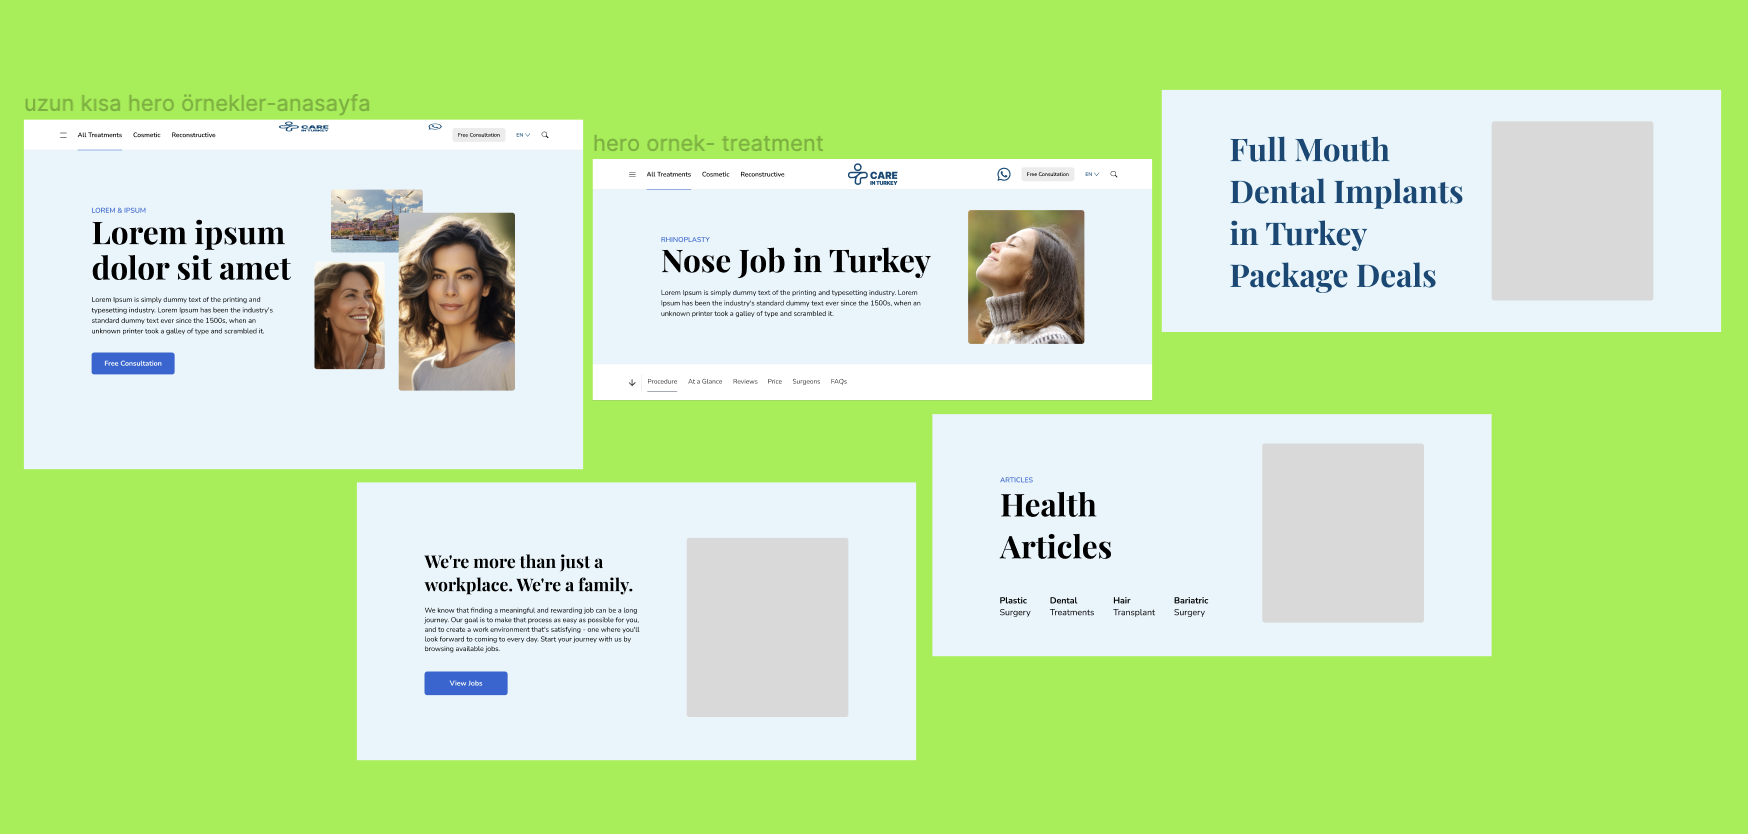 uzun kısa hero örnekler-anasayfa
All Treatments Cosmetic Reconstructive
CARE
IN TURKEY
Free Consultation
EN
LOREM & IPSUM
Lorem ipsum
dolor sit amet
Lorem Ipsum is simply dummy text of the printing and
typesetting industry. Lorem Ipsum has been the industry's
standard dummy text ever since the 1500s, when an
unknown printer took a galley of type and scrambled it.
Free Consultation
hero ornek- treatment
All Treatments Cosmetic Reconstructive
CARE
IN TURKEY
Free Consultation
EN
RHINOPLASTY
Nose Job in Turkey
Lorem Ipsum is simply dummy text of the printing and typesetting industry. Lorem
Ipsum has been the industry's standard dummy text ever since the 1500s, when an
unknown printer took a galley of type and scrambled it.
Procedure At a Glance Reviews Price Surgeons FAQs
Full Mouth
Dental Implants
in Turkey
Package Deals
We're more than just a
workplace. We're a family.
We know that finding a meaningful and rewarding job can be a long
journey. Our goal is to make that process as easy as possible for you,
and to create a work environment that's satisfying - one where you'll
look forward to coming to every day. Start your journey with us by
browsing available jobs.
View Jobs
ARTICLES
Health
Articles
Plastic Dental Hair Bariatric
Surgery Treatments Transplant Surgery